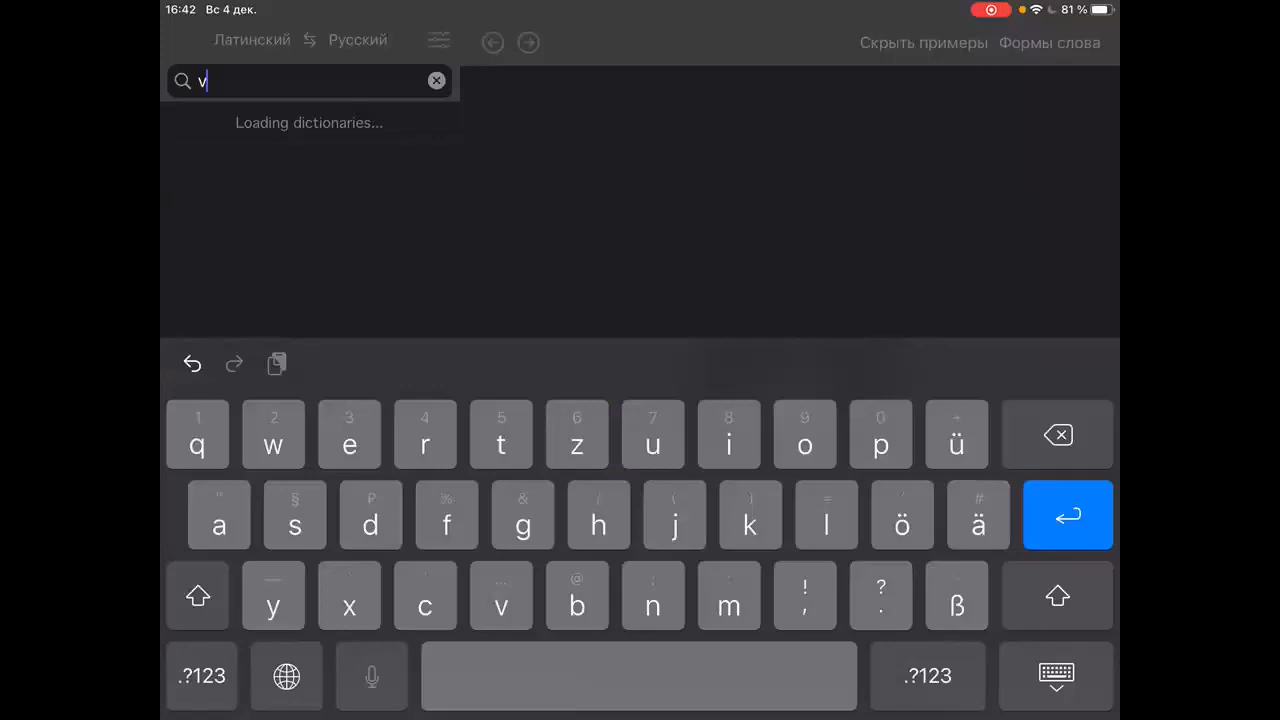 16:42 Вс 4 дек. 81 %
Латинский Русский Скрыть примеры Формы слова
v
Loading dictionaries...
1 2 3 4 5 6 7 8 9 0 +
q w e r t z u i o p ü
" § ₽ % & / ( ) = ' #
a s d f g h j k l ö ä
— ... @ ; ! ?
y x c v b n m , . ß
.?123 .?123